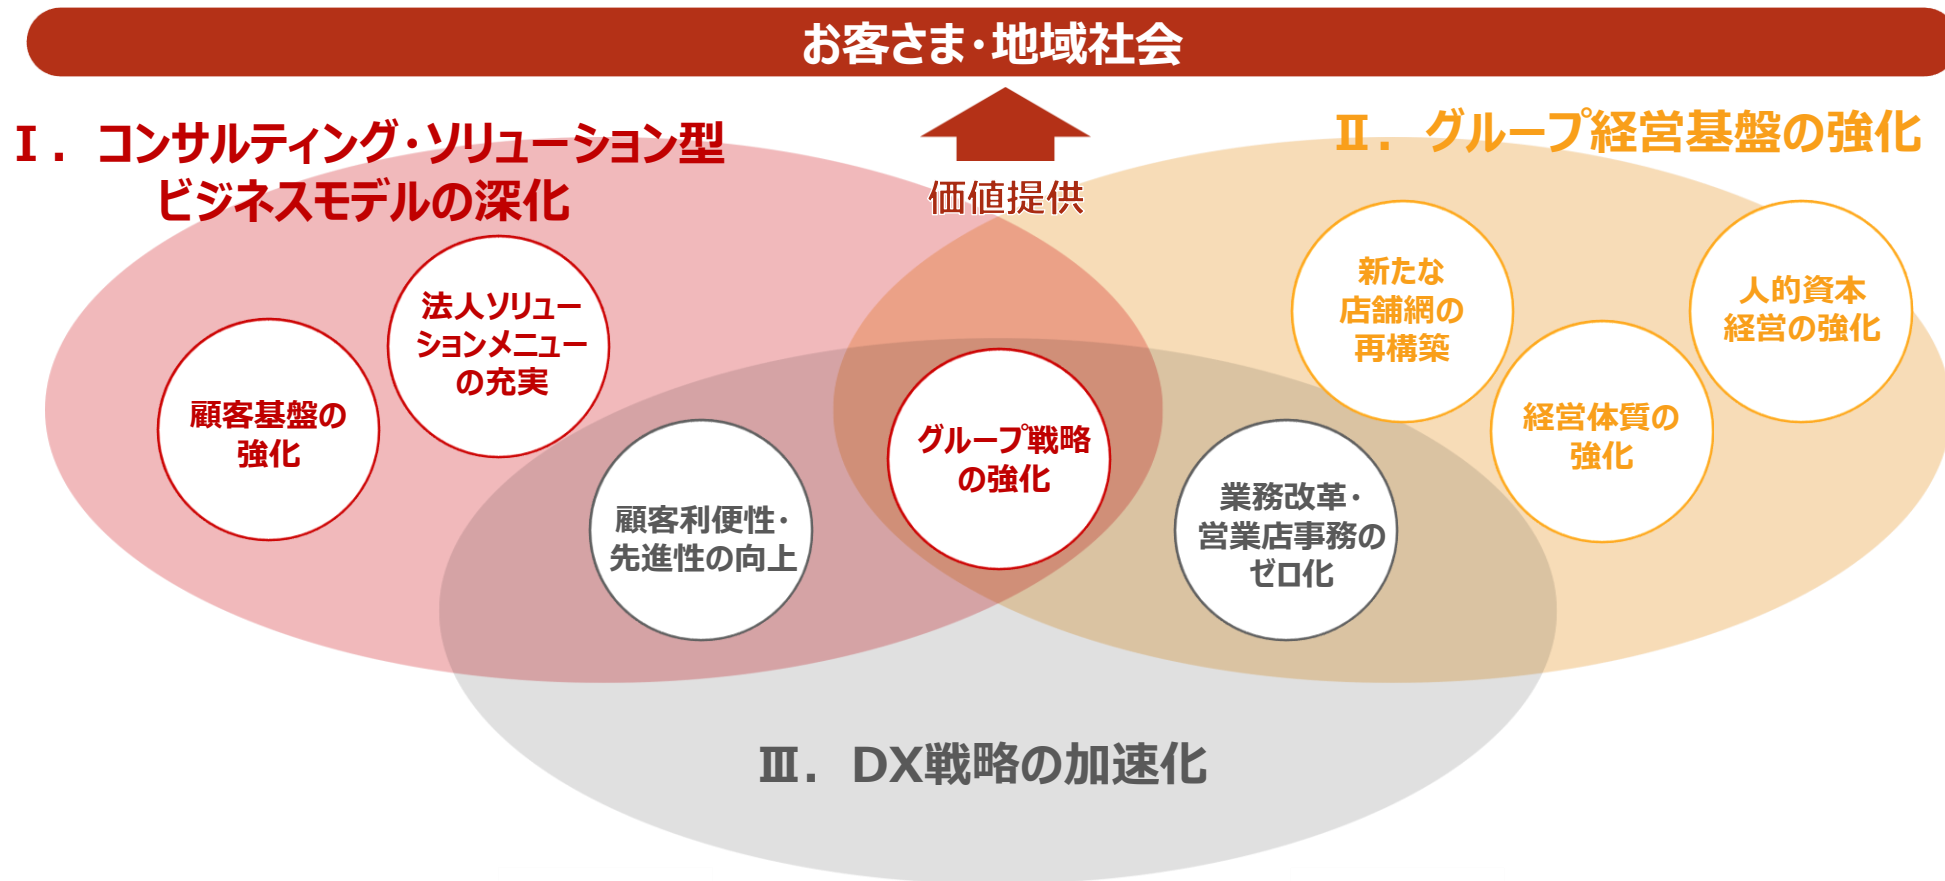 お客さま・地域社会
価値提供
Ⅰ．コンサルティング・ソリューション型
ビジネスモデルの深化
顧客基盤の
強化
法人ソリュー
ションメニュー
の充実
顧客利便性・
先進性の向上
グループ戦略
の強化
Ⅱ．グループ経営基盤の強化
新たな
店舗網の
再構築
経営体質の
強化
人的資本
経営の強化
業務改革・
営業店事務の
ゼロ化
Ⅲ．DX戦略の加速化